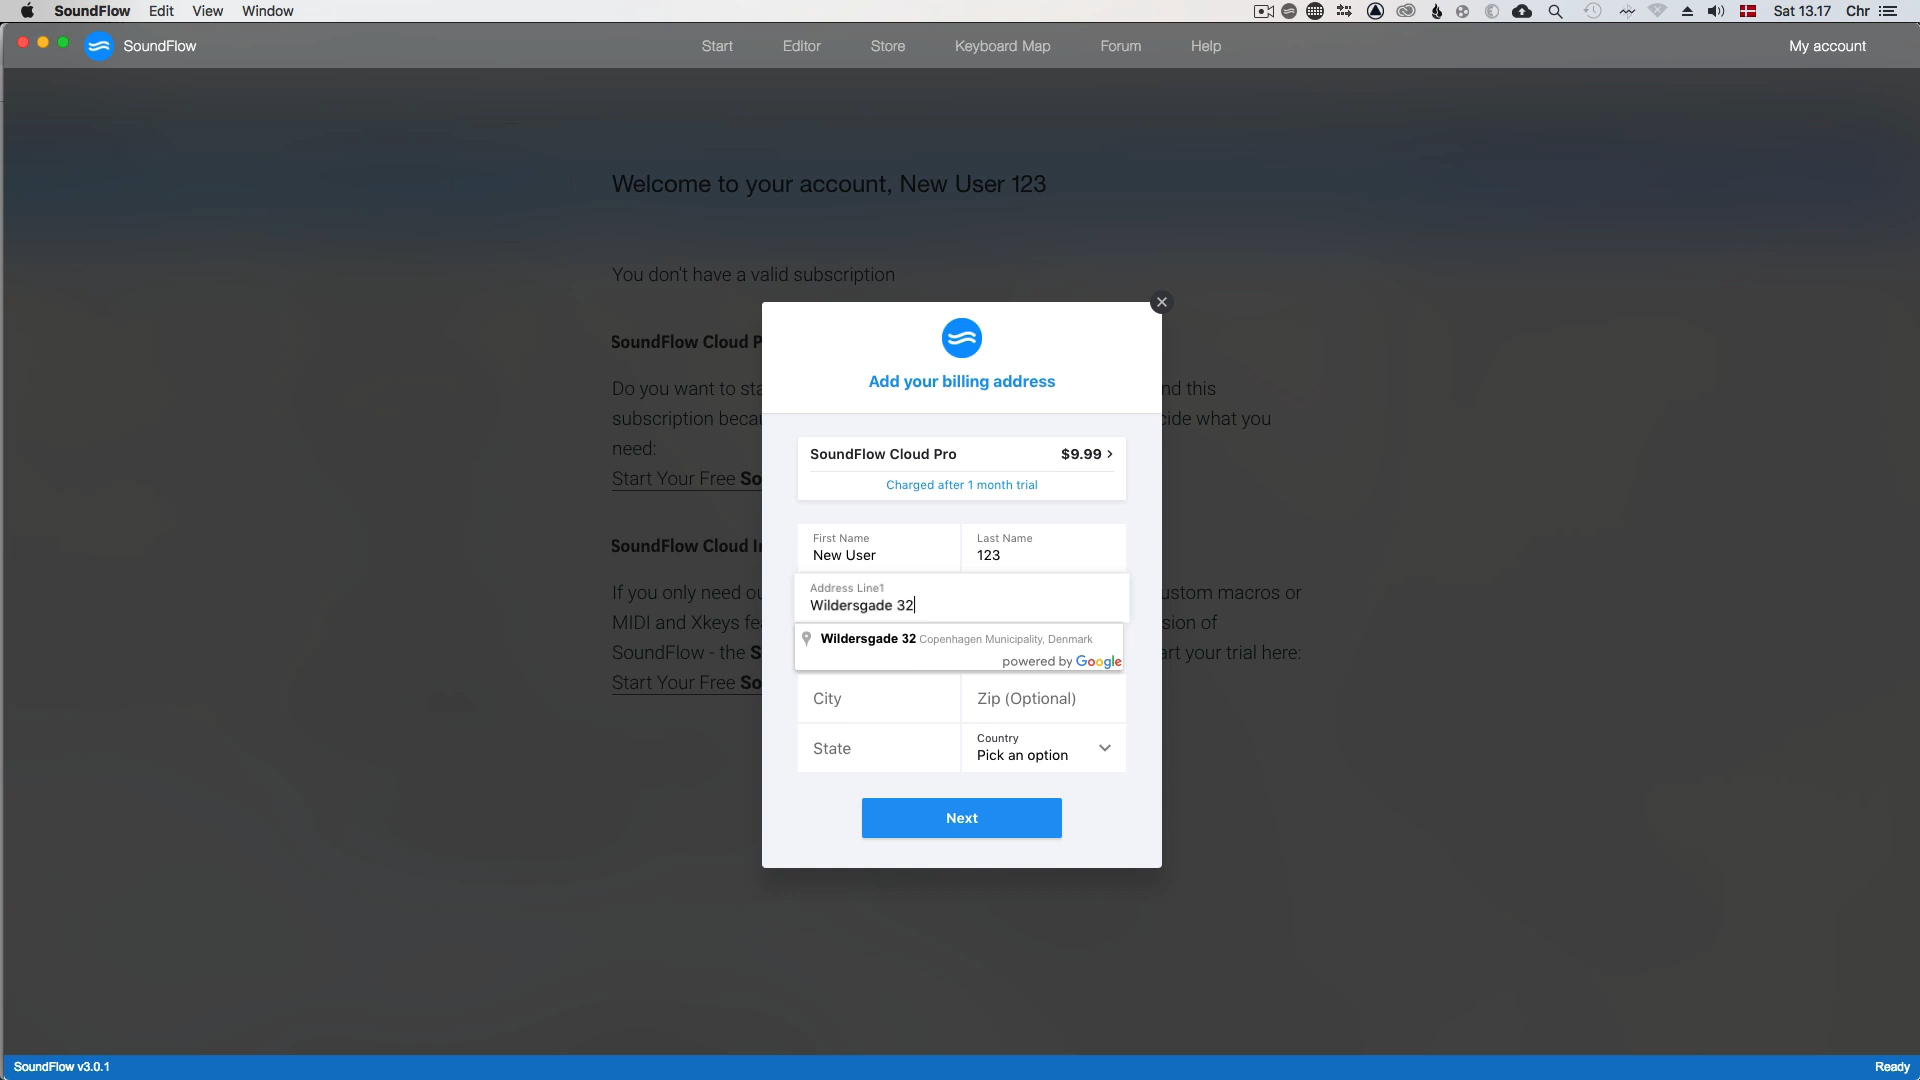 SoundFlow Edit View Window
Sat 13.17 Chr
SoundFlow Start Editor Store Keyboard Map Forum Help My account
Welcome to your account, New User 123
You don't have a valid subscription
SoundFlow Cloud P
Do you want to sta nd this
subscription becau cide what you
need:
Start Your Free So
SoundFlow Cloud I
If you only need ou ustom macros or
MIDI and Xkeys fea sion of
SoundFlow - the S art your trial here:
Start Your Free So
Add your billing address
SoundFlow Cloud Pro $9.99 >
Charged after 1 month trial
First Name Last Name
New User 123
Address Line1
Wildersgade 32
Wildersgade 32 Copenhagen Municipality, Denmark
powered by Google
City Zip (Optional)
State Country
Pick an option
Next
SoundFlow v3.0.1 Ready